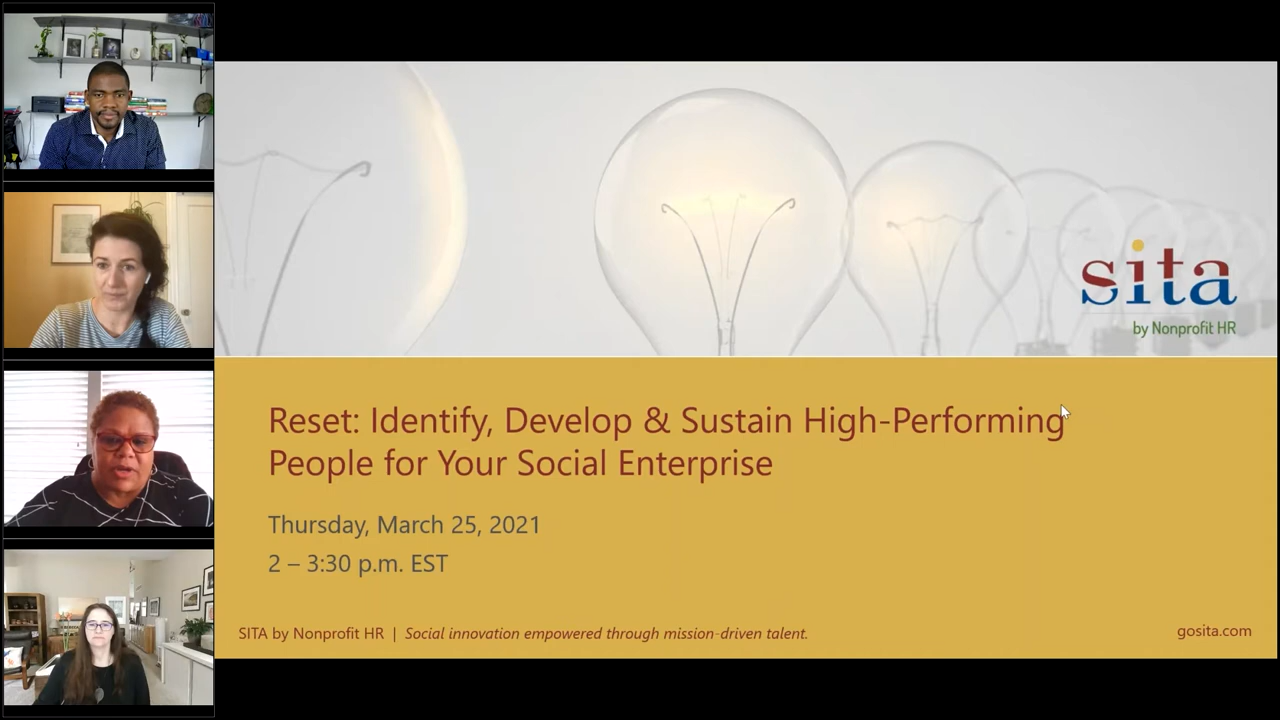 sita
by Nonprofit HR
Reset: Identify, Develop & Sustain High-Performing
People for Your Social Enterprise
Thursday, March 25, 2021
2 – 3:30 p.m. EST
SITA by Nonprofit HR | Social innovation empowered through mission-driven talent.
gosita.com